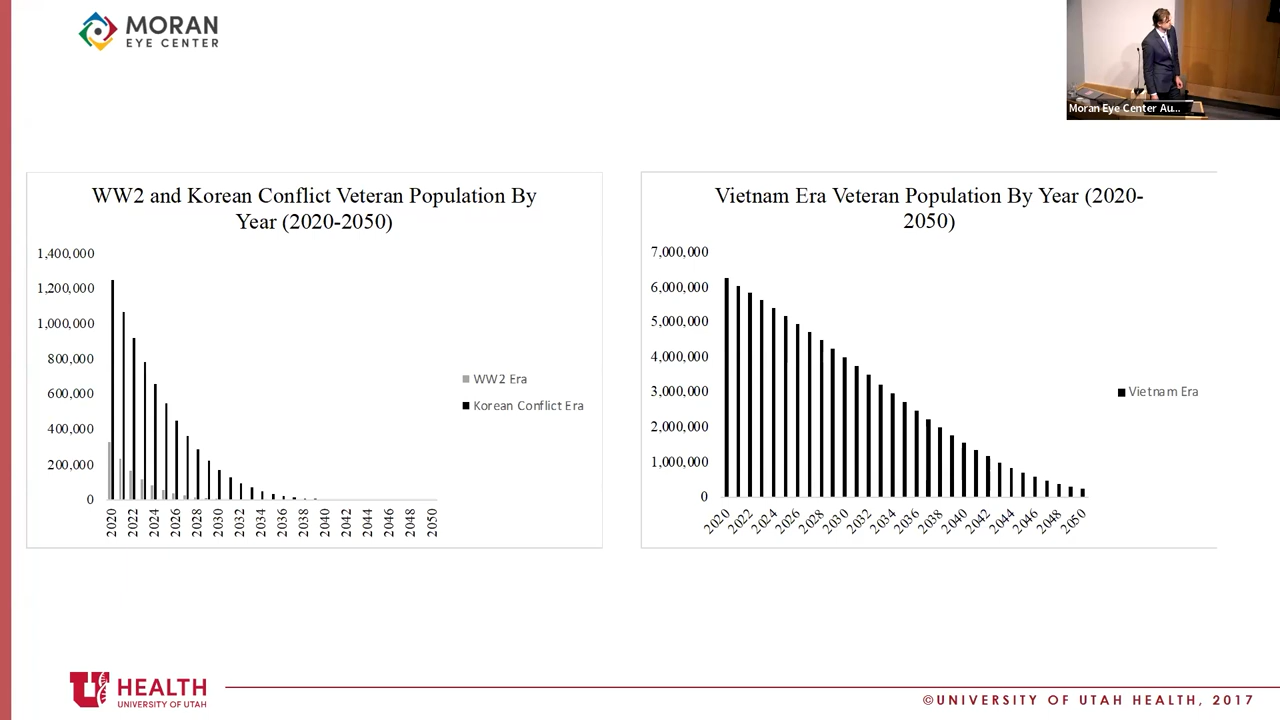 MORAN
EYE CENTER
Moran Eye Center Au...
WW2 and Korean Conflict Veteran Population By
Year (2020-2050)
1,400,000
1,200,000
1,000,000
800,000
600,000
400,000
200,000
0
2020 2022 2024 2026 2028 2030 2032 2034 2036 2038 2040 2042 2044 2046 2048 2050
WW2 Era
Korean Conflict Era
Vietnam Era Veteran Population By Year (2020-
2050)
7,000,000
6,000,000
5,000,000
4,000,000
3,000,000
2,000,000
1,000,000
0
2020 2022 2024 2026 2028 2030 2032 2034 2036 2038 2040 2042 2044 2046 2048 2050
Vietnam Era
U HEALTH
UNIVERSITY OF UTAH
©UNIVERSITY OF UTAH HEALTH, 2017